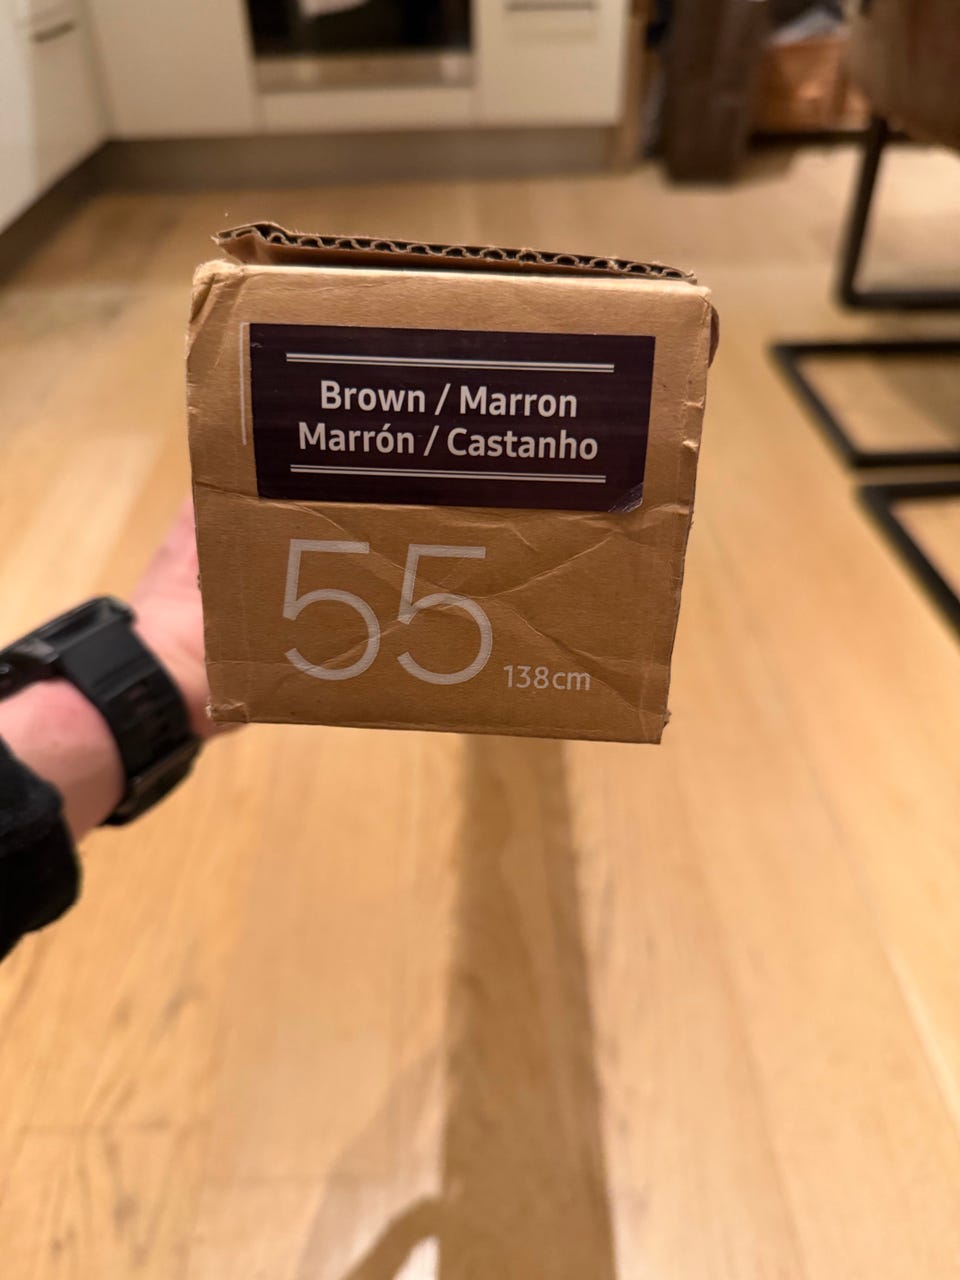 Brown / Marron
Marrón / Castanho
55
138cm